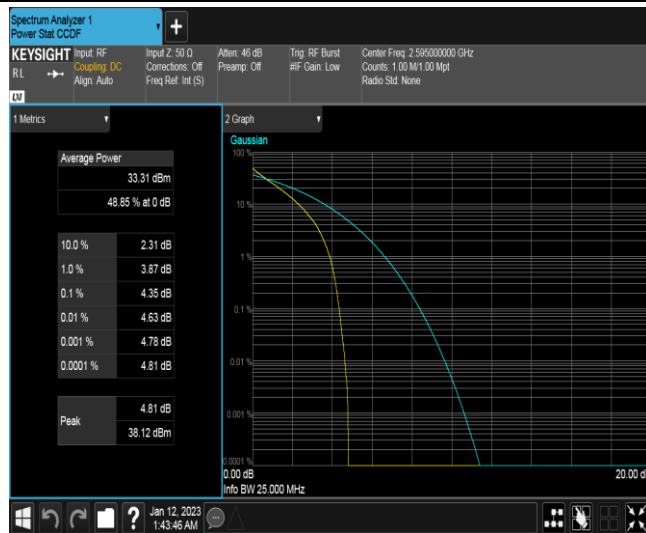 Spectrum Analyzer 1
Power Stat CCDF
+
KEYSIGHT
RL
Input: RF
Coupling: DC
Align: Auto
Input Z: 50 Ω
Corrections: Off
Freq Ref: Int (S)
Atten: 46 dB
Preamp: Off
Trig: RF Burst
#IF Gain: Low
Center Freq: 2.595000000 GHz
Counts: 1.00 M/1.00 Mpt
Radio Std: None
LXI
1 Metrics
Average Power
33.31 dBm
48.85 % at 0 dB
10.0 % 2.31 dB
1.0 % 3.87 dB
0.1 % 4.35 dB
0.01 % 4.63 dB
0.001 % 4.78 dB
0.0001 % 4.81 dB
Peak
4.81 dB
38.12 dBm
2 Graph
Gaussian
100 %
10 %
1 %
0.1 %
0.01 %
0.001 %
0.0001 %
0.00 dB
20.00 d
Info BW 25.000 MHz
?
Jan 12, 2023
1:43:46 AM